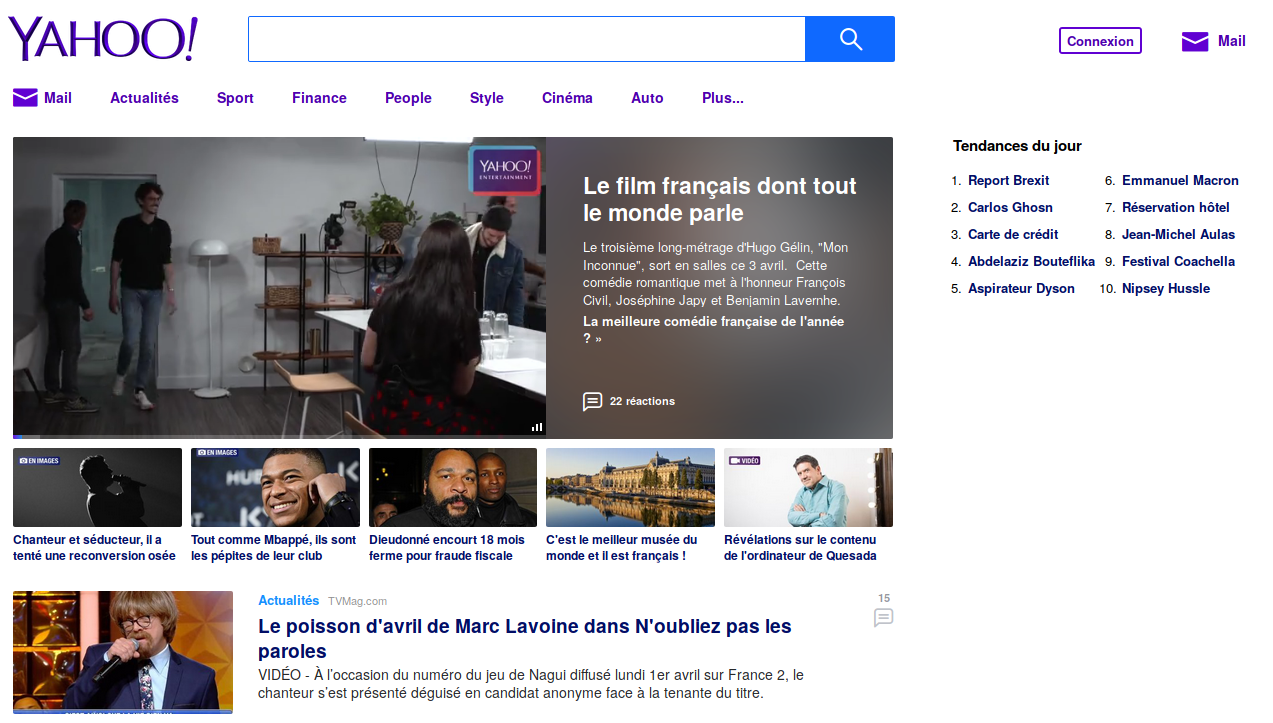 YAHOO!
Connexion
Mail
Mail
Actualités
Sport
Finance
People
Style
Cinéma
Auto
Plus...
YAHOO!
ENTERTAINMENT
Le film français dont tout
le monde parle
Le troisième long-métrage d'Hugo Gélin, "Mon
Inconnue", sort en salles ce 3 avril.  Cette
comédie romantique met à l'honneur François
Civil, Joséphine Japy et Benjamin Lavernhe.
La meilleure comédie française de l'année
? »
22 réactions
Tendances du jour
1. Report Brexit
2. Carlos Ghosn
3. Carte de crédit
4. Abdelaziz Bouteflika
5. Aspirateur Dyson
6. Emmanuel Macron
7. Réservation hôtel
8. Jean-Michel Aulas
9. Festival Coachella
10. Nipsey Hussle
EN IMAGES
Chanteur et séducteur, il a
tenté une reconversion osée
EN IMAGES
Tout comme Mbappé, ils sont
les pépites de leur club
Dieudonné encourt 18 mois
ferme pour fraude fiscale
C'est le meilleur musée du
monde et il est français !
VIDÉO
Révélations sur le contenu
de l'ordinateur de Quesada
Actualités TVMag.com
15
Le poisson d'avril de Marc Lavoine dans N'oubliez pas les
paroles
VIDÉO - À l’occasion du numéro du jeu de Nagui diffusé lundi 1er avril sur France 2, le
chanteur s’est présenté déguisé en candidat anonyme face à la tenante du titre.